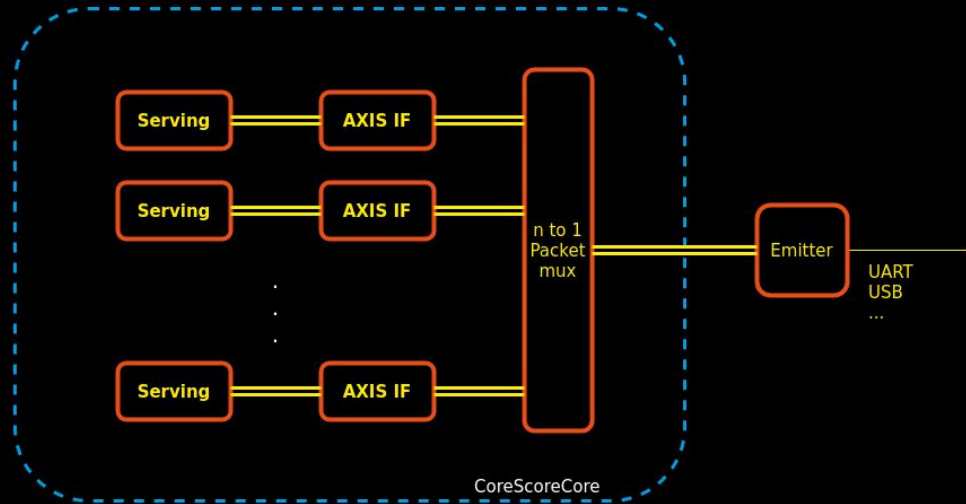 Serving
AXIS IF
Serving
AXIS IF
n to 1
Packet
mux
Emitter
UART
USB
...
.
.
.
Serving
AXIS IF
CoreScoreCore